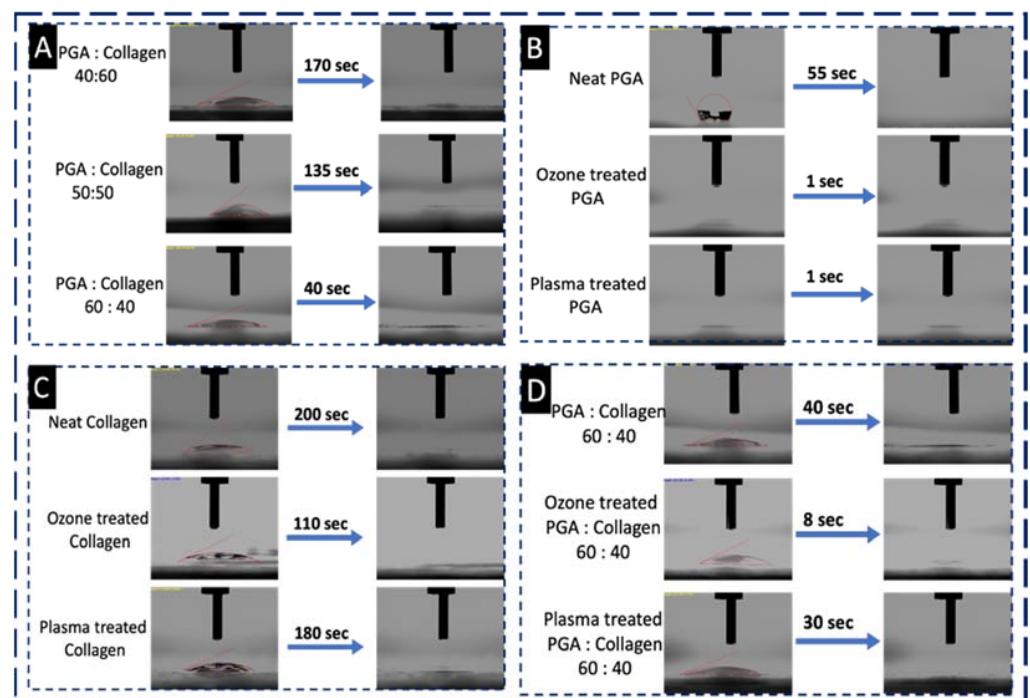 A
PGA : Collagen
40:60
170 sec
PGA : Collagen
50:50
135 sec
PGA : Collagen
60 : 40
40 sec
B
Neat PGA
55 sec
Ozone treated
PGA
1 sec
Plasma treated
PGA
1 sec
C
Neat Collagen
200 sec
Ozone treated
Collagen
110 sec
Plasma treated
Collagen
180 sec
D
PGA : Collagen
60 : 40
40 sec
Ozone treated
PGA : Collagen
60 : 40
8 sec
Plasma treated
PGA : Collagen
60 : 40
30 sec